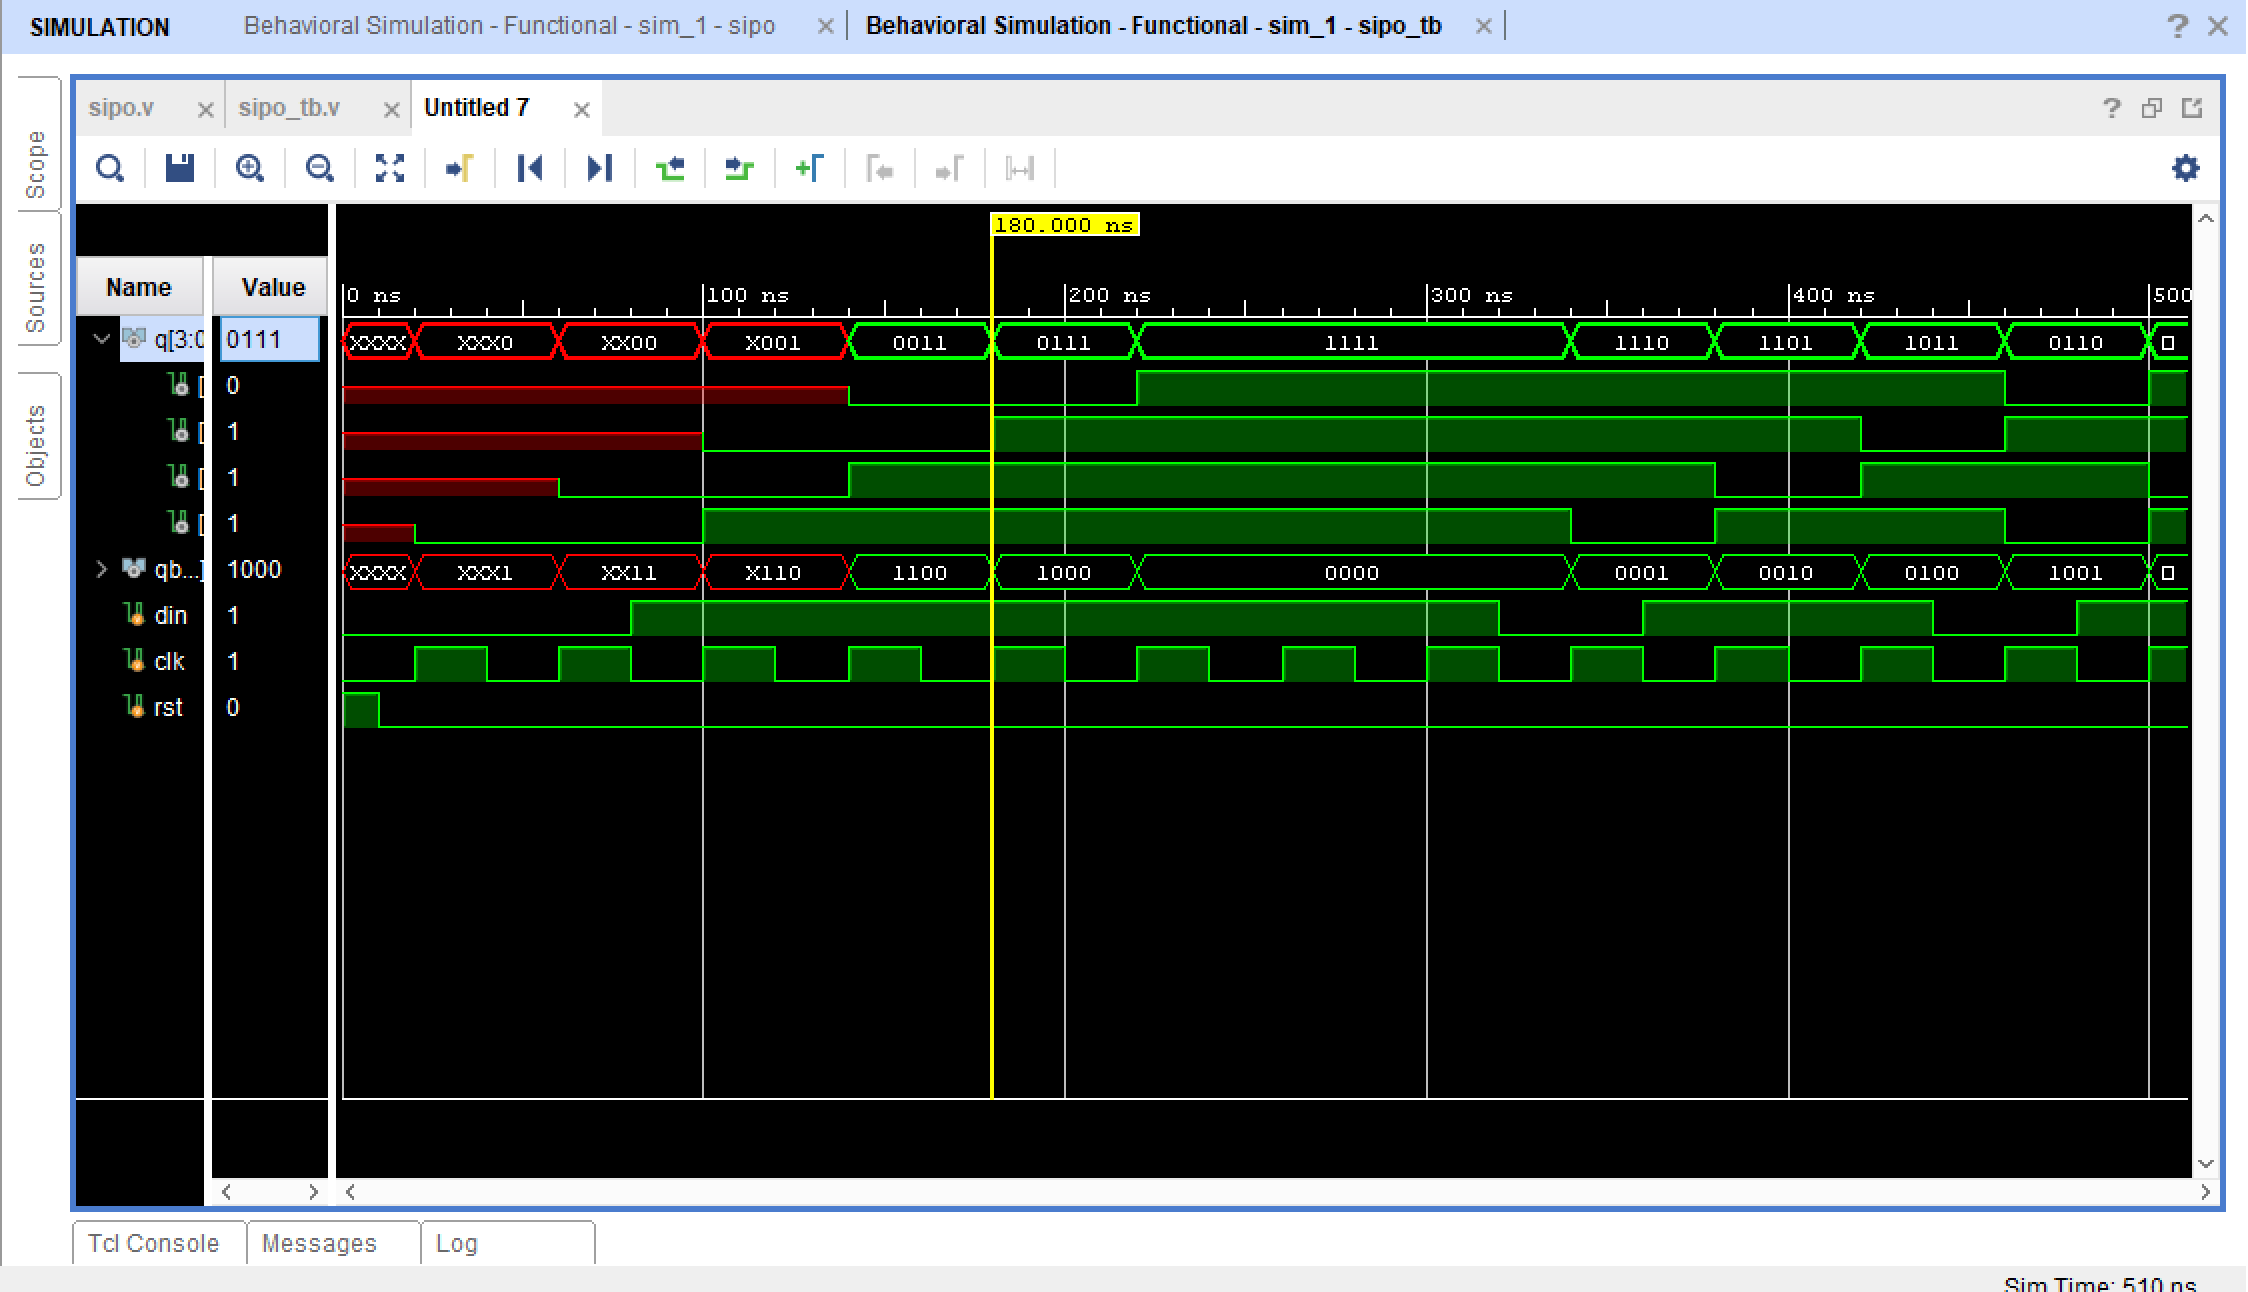 SIMULATION Behavioral Simulation - Functional - sim_1 - sipo Behavioral Simulation - Functional - sim_1 - sipo_tb
sipo.v sipo_tb.v Untitled 7
Scope
Sources
Objects
180.000 ns
Name Value
0 ns 100 ns 200 ns 300 ns 400 ns 500
q[3:0 0111 XXXX XXX0 XX00 X001 0011 0111 1111 1110 1101 1011 0110
[ 0
[ 1
[ 1
[ 1
qb...] 1000 XXXX XXX1 XX11 X110 1100 1000 0000 0001 0010 0100 1001
din 1
clk 1
rst 0
Tcl Console Messages Log
Sim Time: 510 ns